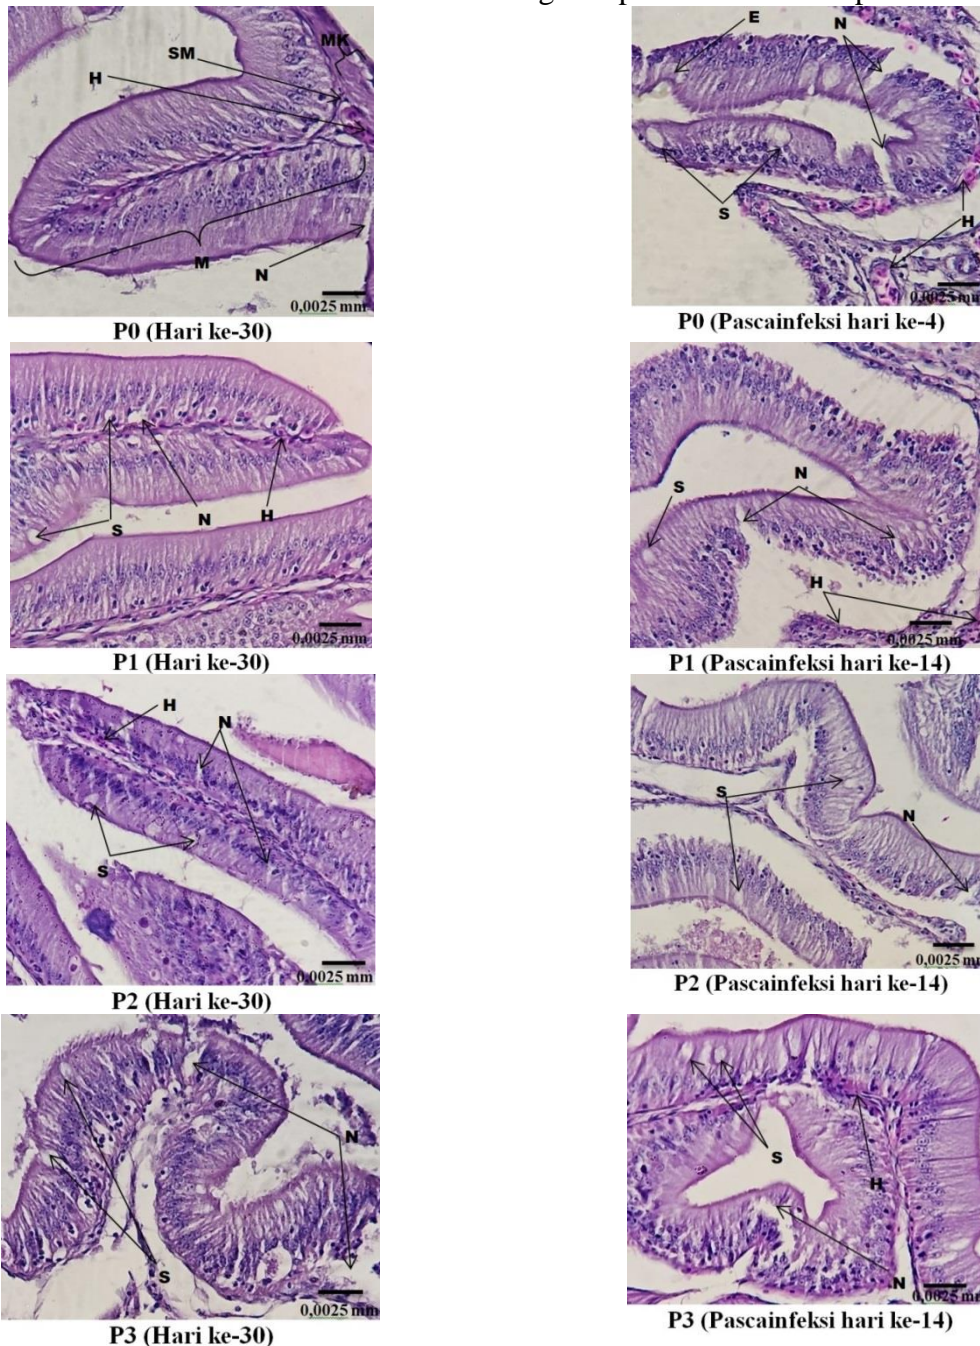 MK
SM
H
M
N
0,0025 mm
P0 (Hari ke-30)
E
N
S
H
0,0025 mm
P0 (Pascainfeksi hari ke-4)
S
N
H
0,0025 mm
P1 (Hari ke-30)
S
N
H
0,0025 mm
P1 (Pascainfeksi hari ke-14)
H
N
S
0,0025 mm
P2 (Hari ke-30)
S
N
0,0025 mm
P2 (Pascainfeksi hari ke-14)
N
S
0,0025 mm
P3 (Hari ke-30)
S
H
N
0,0025 mm
P3 (Pascainfeksi hari ke-14)